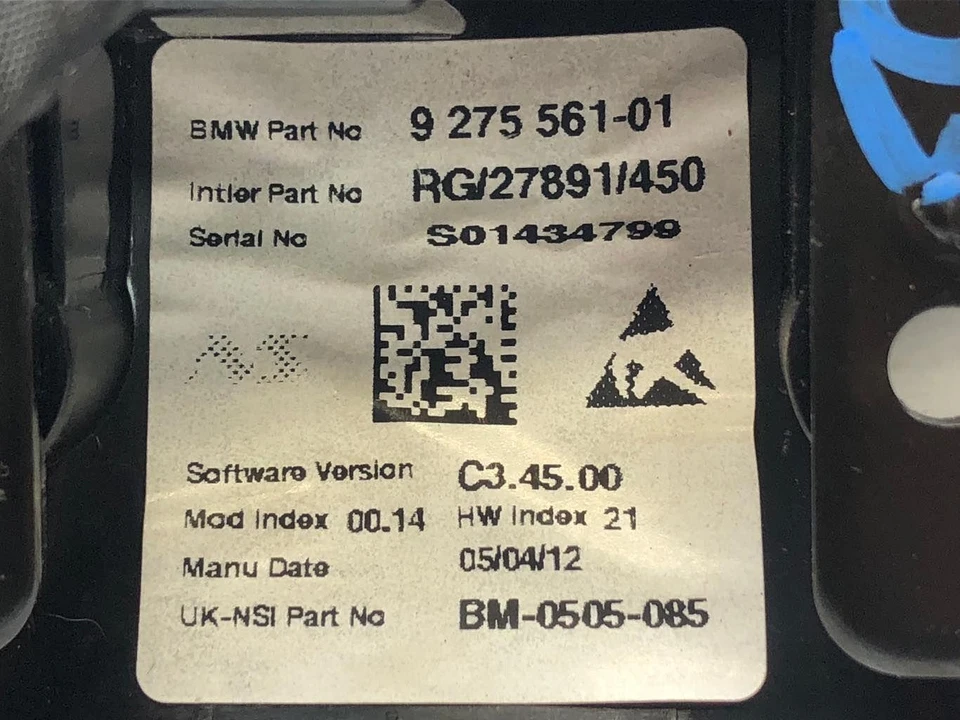 BMW Part No 9 275 561-01
Intier Part No RG/27891/450
Serial No S01434799
AS
Software Version C3.45.00
Mod Index 00.14 HW Index 21
Manu Date 05/04/12
UK-NSI Part No BM-0505-085